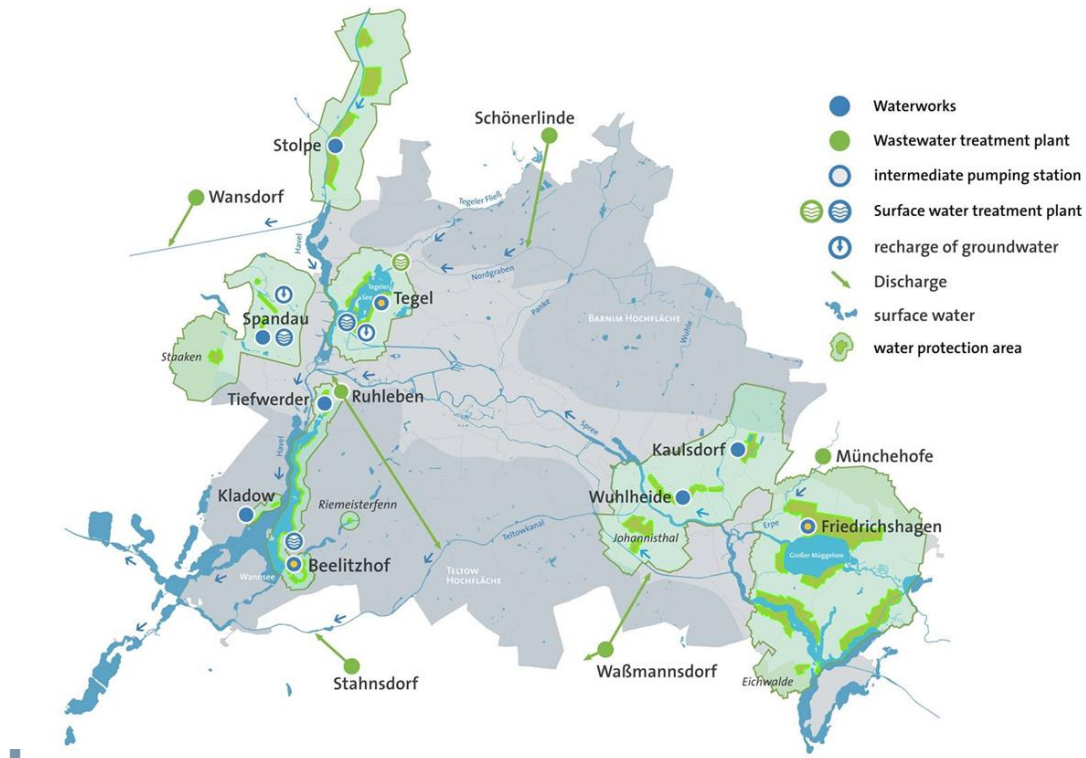 Waterworks
Wastewater treatment plant
intermediate pumping station
Surface water treatment plant
recharge of groundwater
Discharge
surface water
water protection area
Stolpe
Schönerlinde
Wansdorf
Tegeler Fließ
Havel
Nordgraben
Tegeler
See
Tegel
Panke
Barnim Hochfläche
Wuhle
Spandau
Staaken
Tiefwerder
Ruhleben
Spree
Havel
Kaulsdorf
Münchehofe
Kladow
Riemeisterfenn
Wuhlheide
Erpe
Friedrichshagen
Teltowkanal
Johannisthal
Großer Müggelsee
Beelitzhof
Wannsee
Teltow
Hochfläche
Waßmannsdorf
Stahnsdorf
Eichwalde